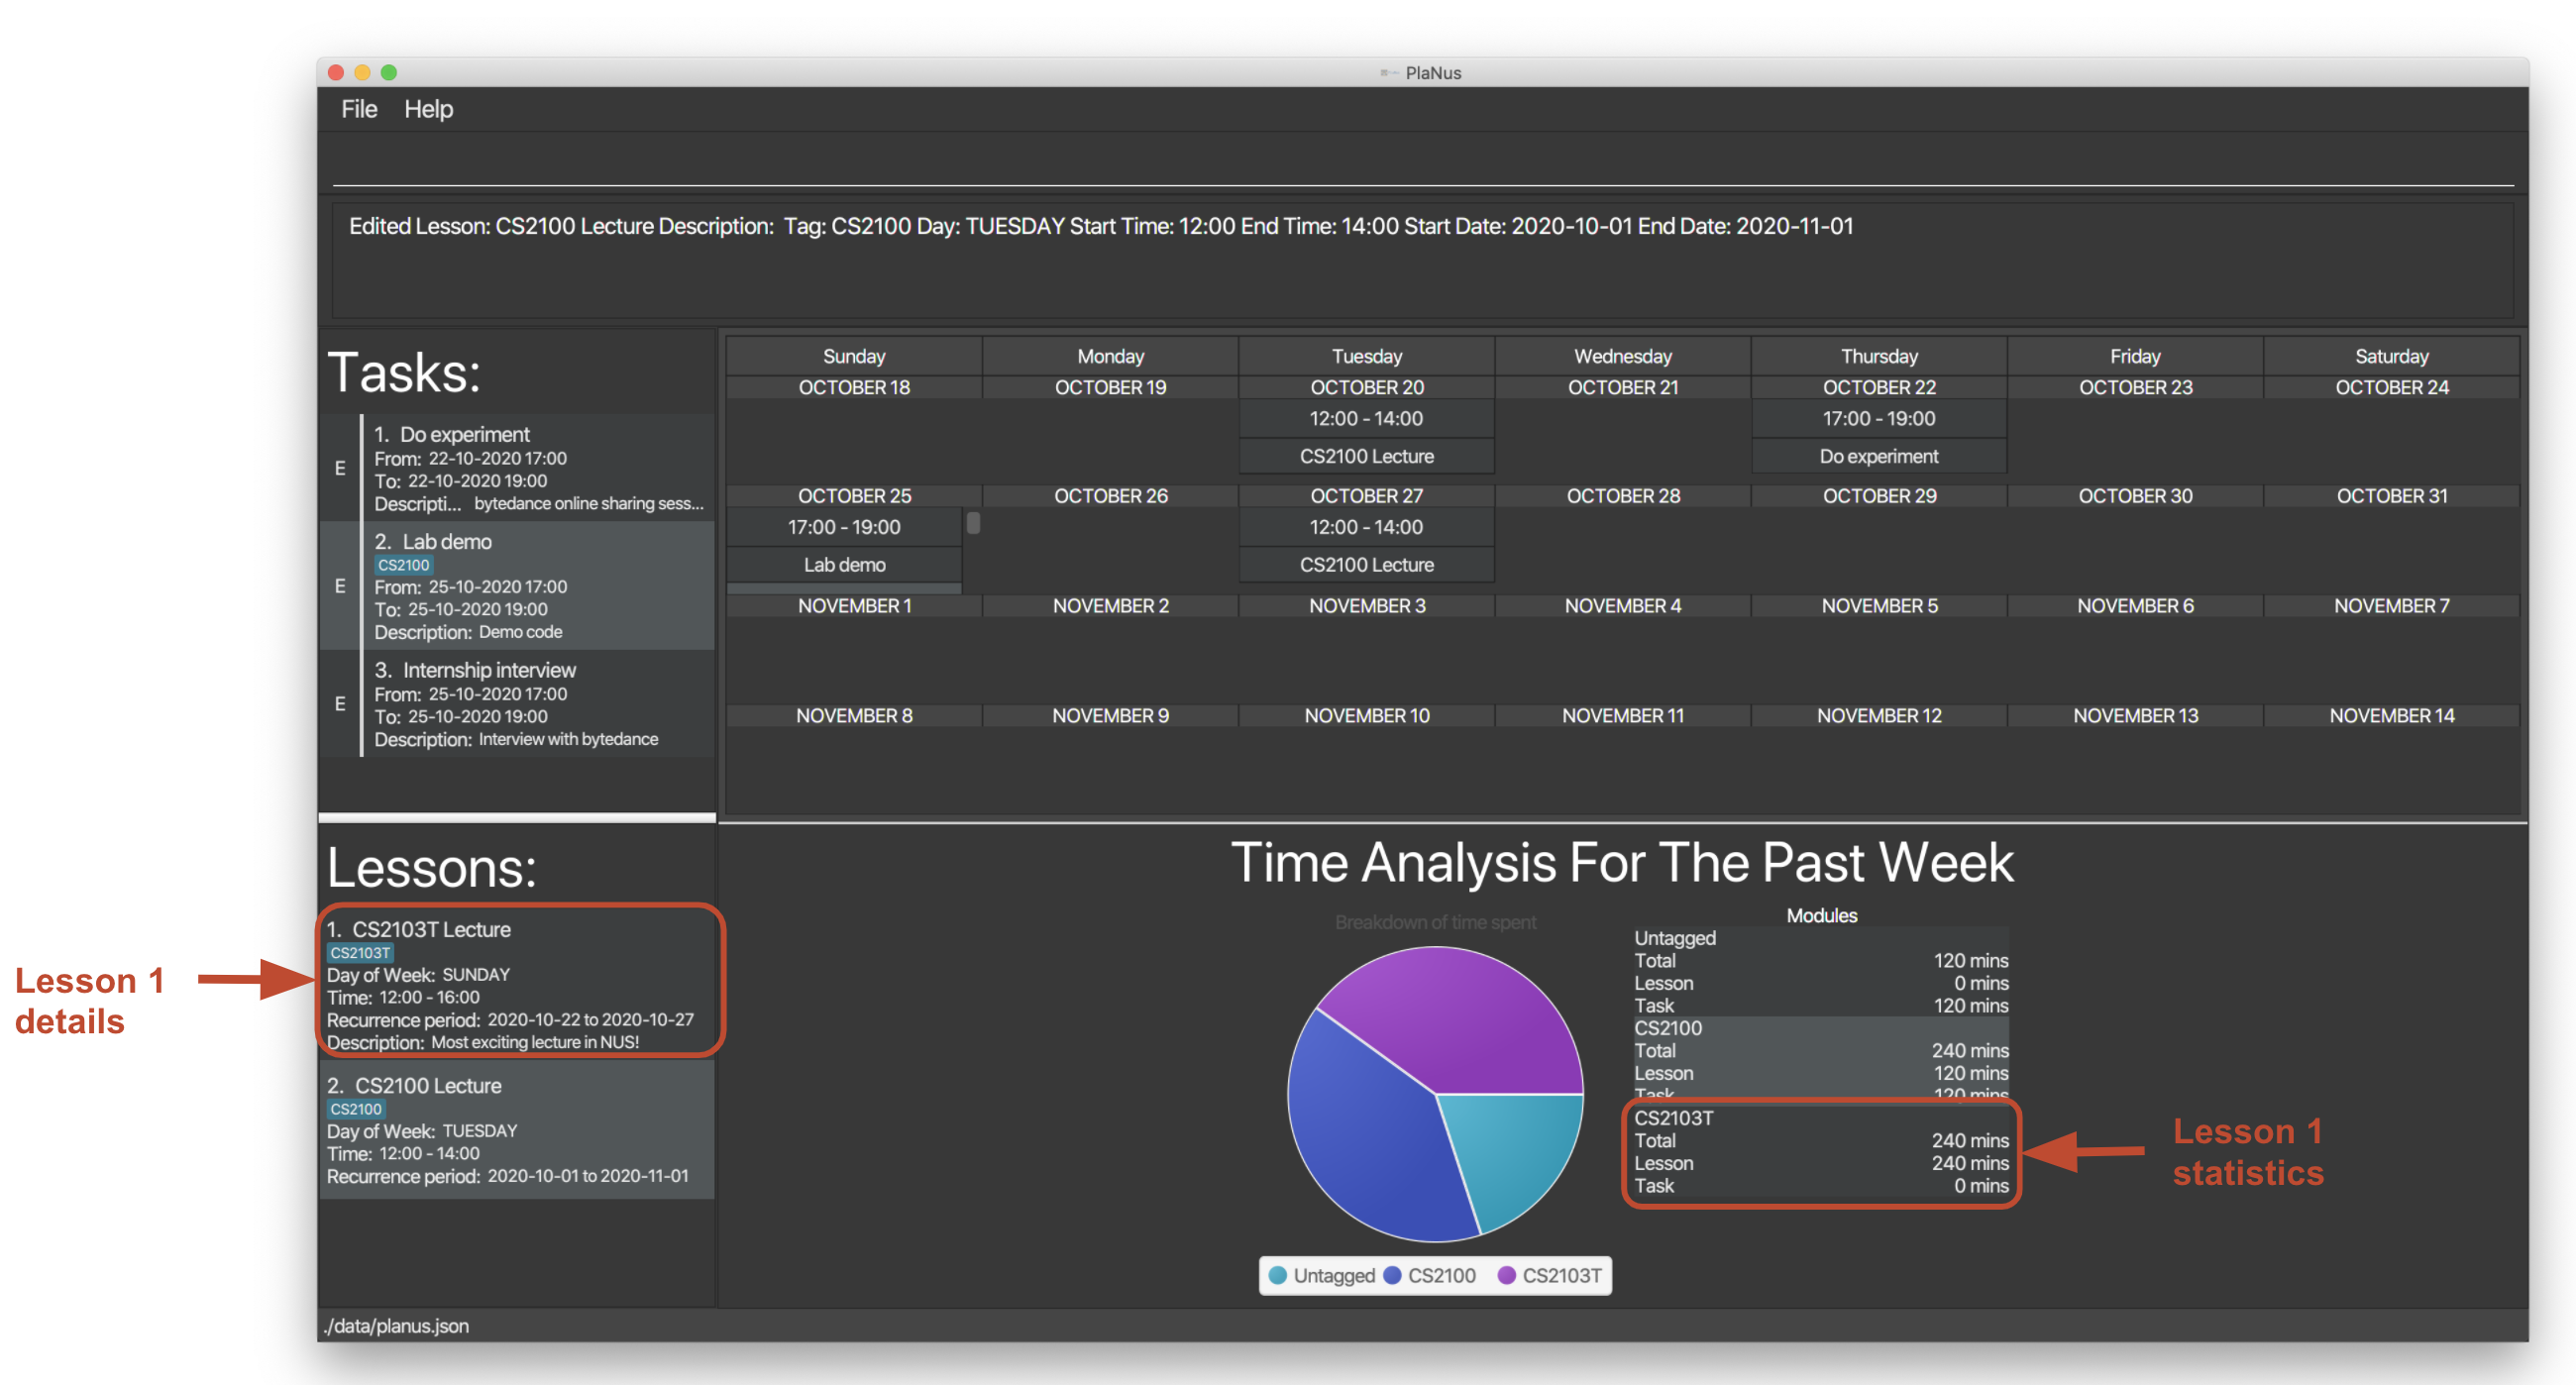 PlaNus
File Help
Edited Lesson: CS2100 Lecture Description: Tag: CS2100 Day: TUESDAY Start Time: 12:00 End Time: 14:00 Start Date: 2020-10-01 End Date: 2020-11-01
Tasks:
E
1. Do experiment
From: 22-10-2020 17:00
To: 22-10-2020 19:00
Descripti... bytedance online sharing sess...
E
2. Lab demo
CS2100
From: 25-10-2020 17:00
To: 25-10-2020 19:00
Description: Demo code
E
3. Internship interview
From: 25-10-2020 17:00
To: 25-10-2020 19:00
Description: Interview with bytedance
Sunday Monday Tuesday Wednesday Thursday Friday Saturday
OCTOBER 18 OCTOBER 19 OCTOBER 20 OCTOBER 21 OCTOBER 22 OCTOBER 23 OCTOBER 24
12:00 - 14:00 17:00 - 19:00
CS2100 Lecture Do experiment
OCTOBER 25 OCTOBER 26 OCTOBER 27 OCTOBER 28 OCTOBER 29 OCTOBER 30 OCTOBER 31
17:00 - 19:00 12:00 - 14:00
Lab demo CS2100 Lecture
NOVEMBER 1 NOVEMBER 2 NOVEMBER 3 NOVEMBER 4 NOVEMBER 5 NOVEMBER 6 NOVEMBER 7
NOVEMBER 8 NOVEMBER 9 NOVEMBER 10 NOVEMBER 11 NOVEMBER 12 NOVEMBER 13 NOVEMBER 14
Lessons:
1. CS2103T Lecture
CS2103T
Day of Week: SUNDAY
Time: 12:00 - 16:00
Recurrence period: 2020-10-22 to 2020-10-27
Description: Most exciting lecture in NUS!
2. CS2100 Lecture
CS2100
Day of Week: TUESDAY
Time: 12:00 - 14:00
Recurrence period: 2020-10-01 to 2020-11-01
Lesson 1
details
Time Analysis For The Past Week
Breakdown of time spent
Untagged CS2100 CS2103T
Modules
Untagged
Total 120 mins
Lesson 0 mins
Task 120 mins
CS2100
Total 240 mins
Lesson 120 mins
Task 120 mins
CS2103T
Total 240 mins
Lesson 240 mins
Task 0 mins
Lesson 1
statistics
./data/planus.json